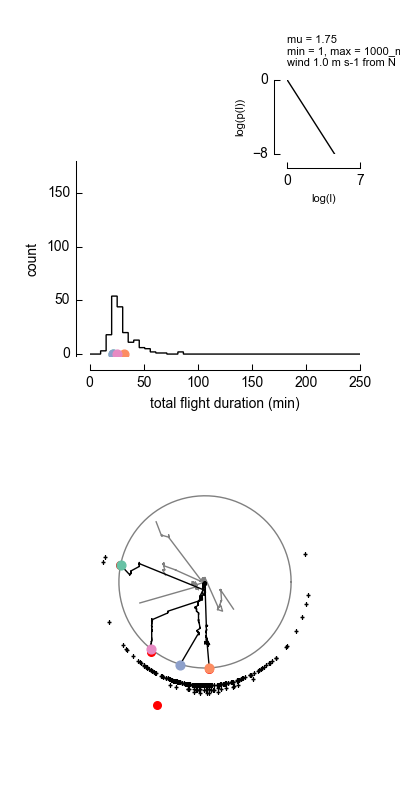 mu = 1.75
min = 1, max = 1000_m
wind 1.0 m s-1 from N
0
log(p(l))
−8
0
7
log(l)
150
100
count
50
0
0
50
100
150
200
250
total flight duration (min)